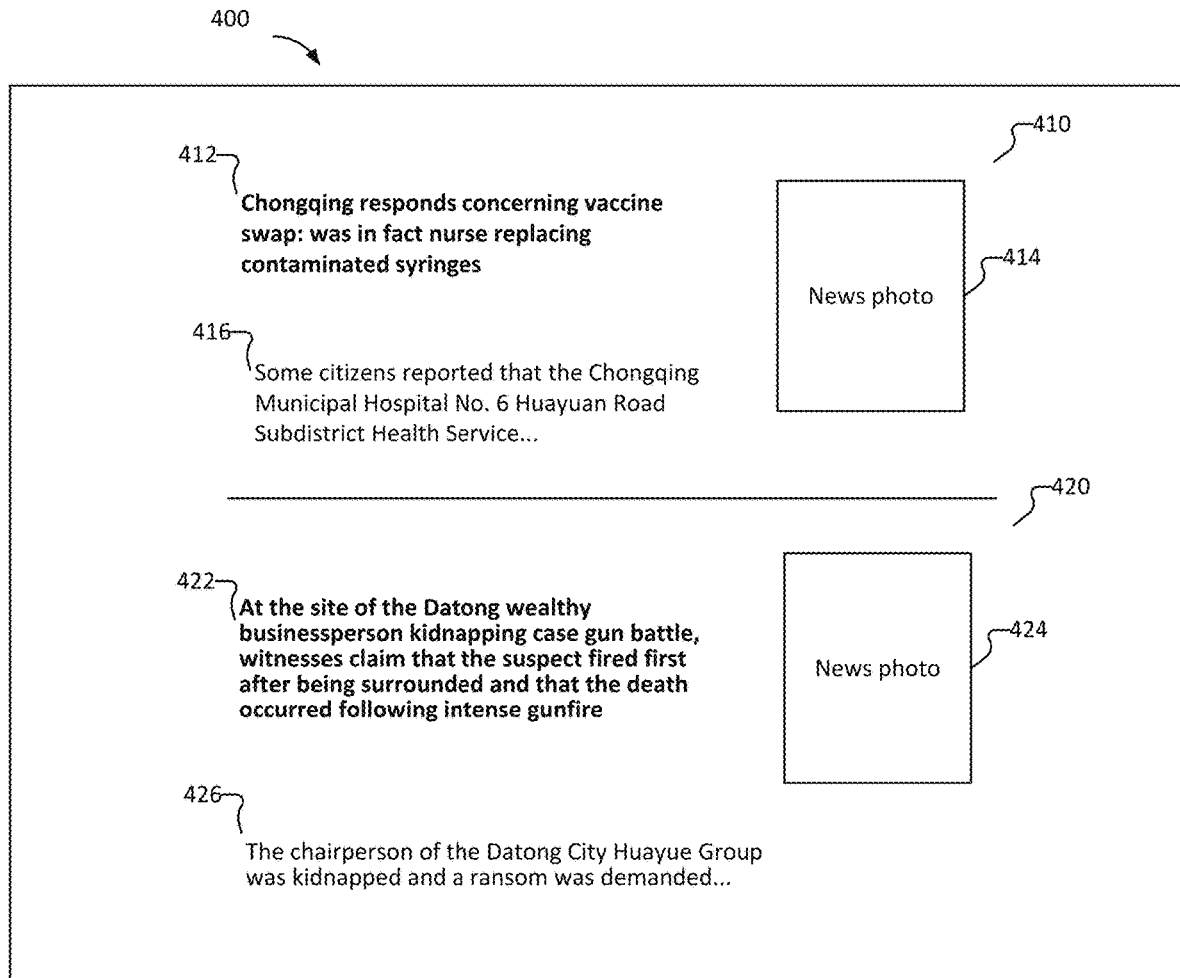 400
410
412
Chongqing responds concerning vaccine
swap: was in fact nurse replacing
contaminated syringes
414
News photo
416
Some citizens reported that the Chongqing
Municipal Hospital No. 6 Huayuan Road
Subdistrict Health Service...
420
422
At the site of the Datong wealthy
businessperson kidnapping case gun battle,
witnesses claim that the suspect fired first
after being surrounded and that the death
occurred following intense gunfire
424
News photo
426
The chairperson of the Datong City Huayue Group
was kidnapped and a ransom was demanded...